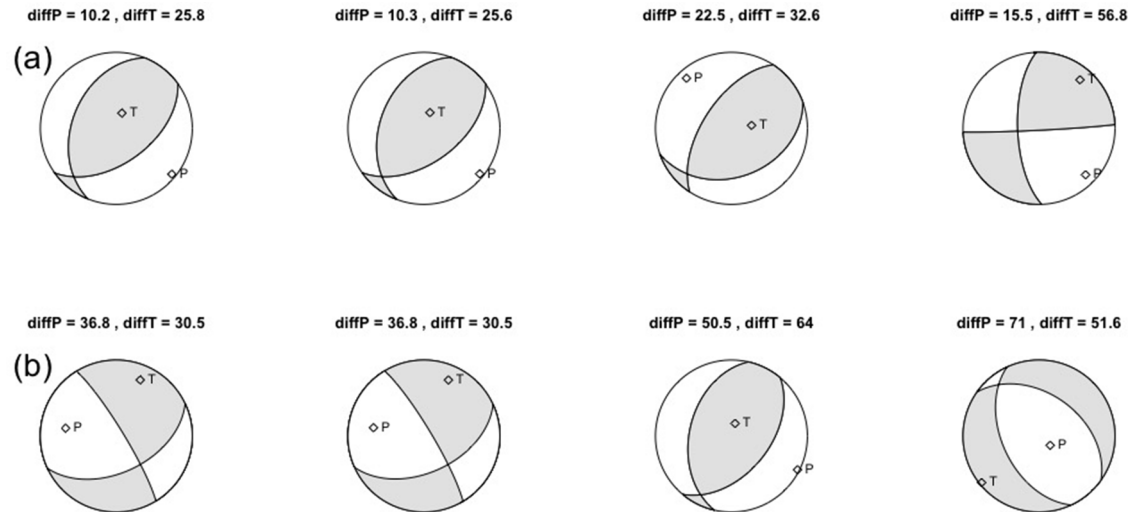 diffP = 10.2 , diffT = 25.8
diffP = 10.3 , diffT = 25.6
diffP = 22.5 , diffT = 32.6
diffP = 15.5 , diffT = 56.8
(a)
T
P
T
P
P
T
T
P
diffP = 36.8 , diffT = 30.5
diffP = 36.8 , diffT = 30.5
diffP = 50.5 , diffT = 64
diffP = 71 , diffT = 51.6
(b)
T
P
T
P
T
P
P
T